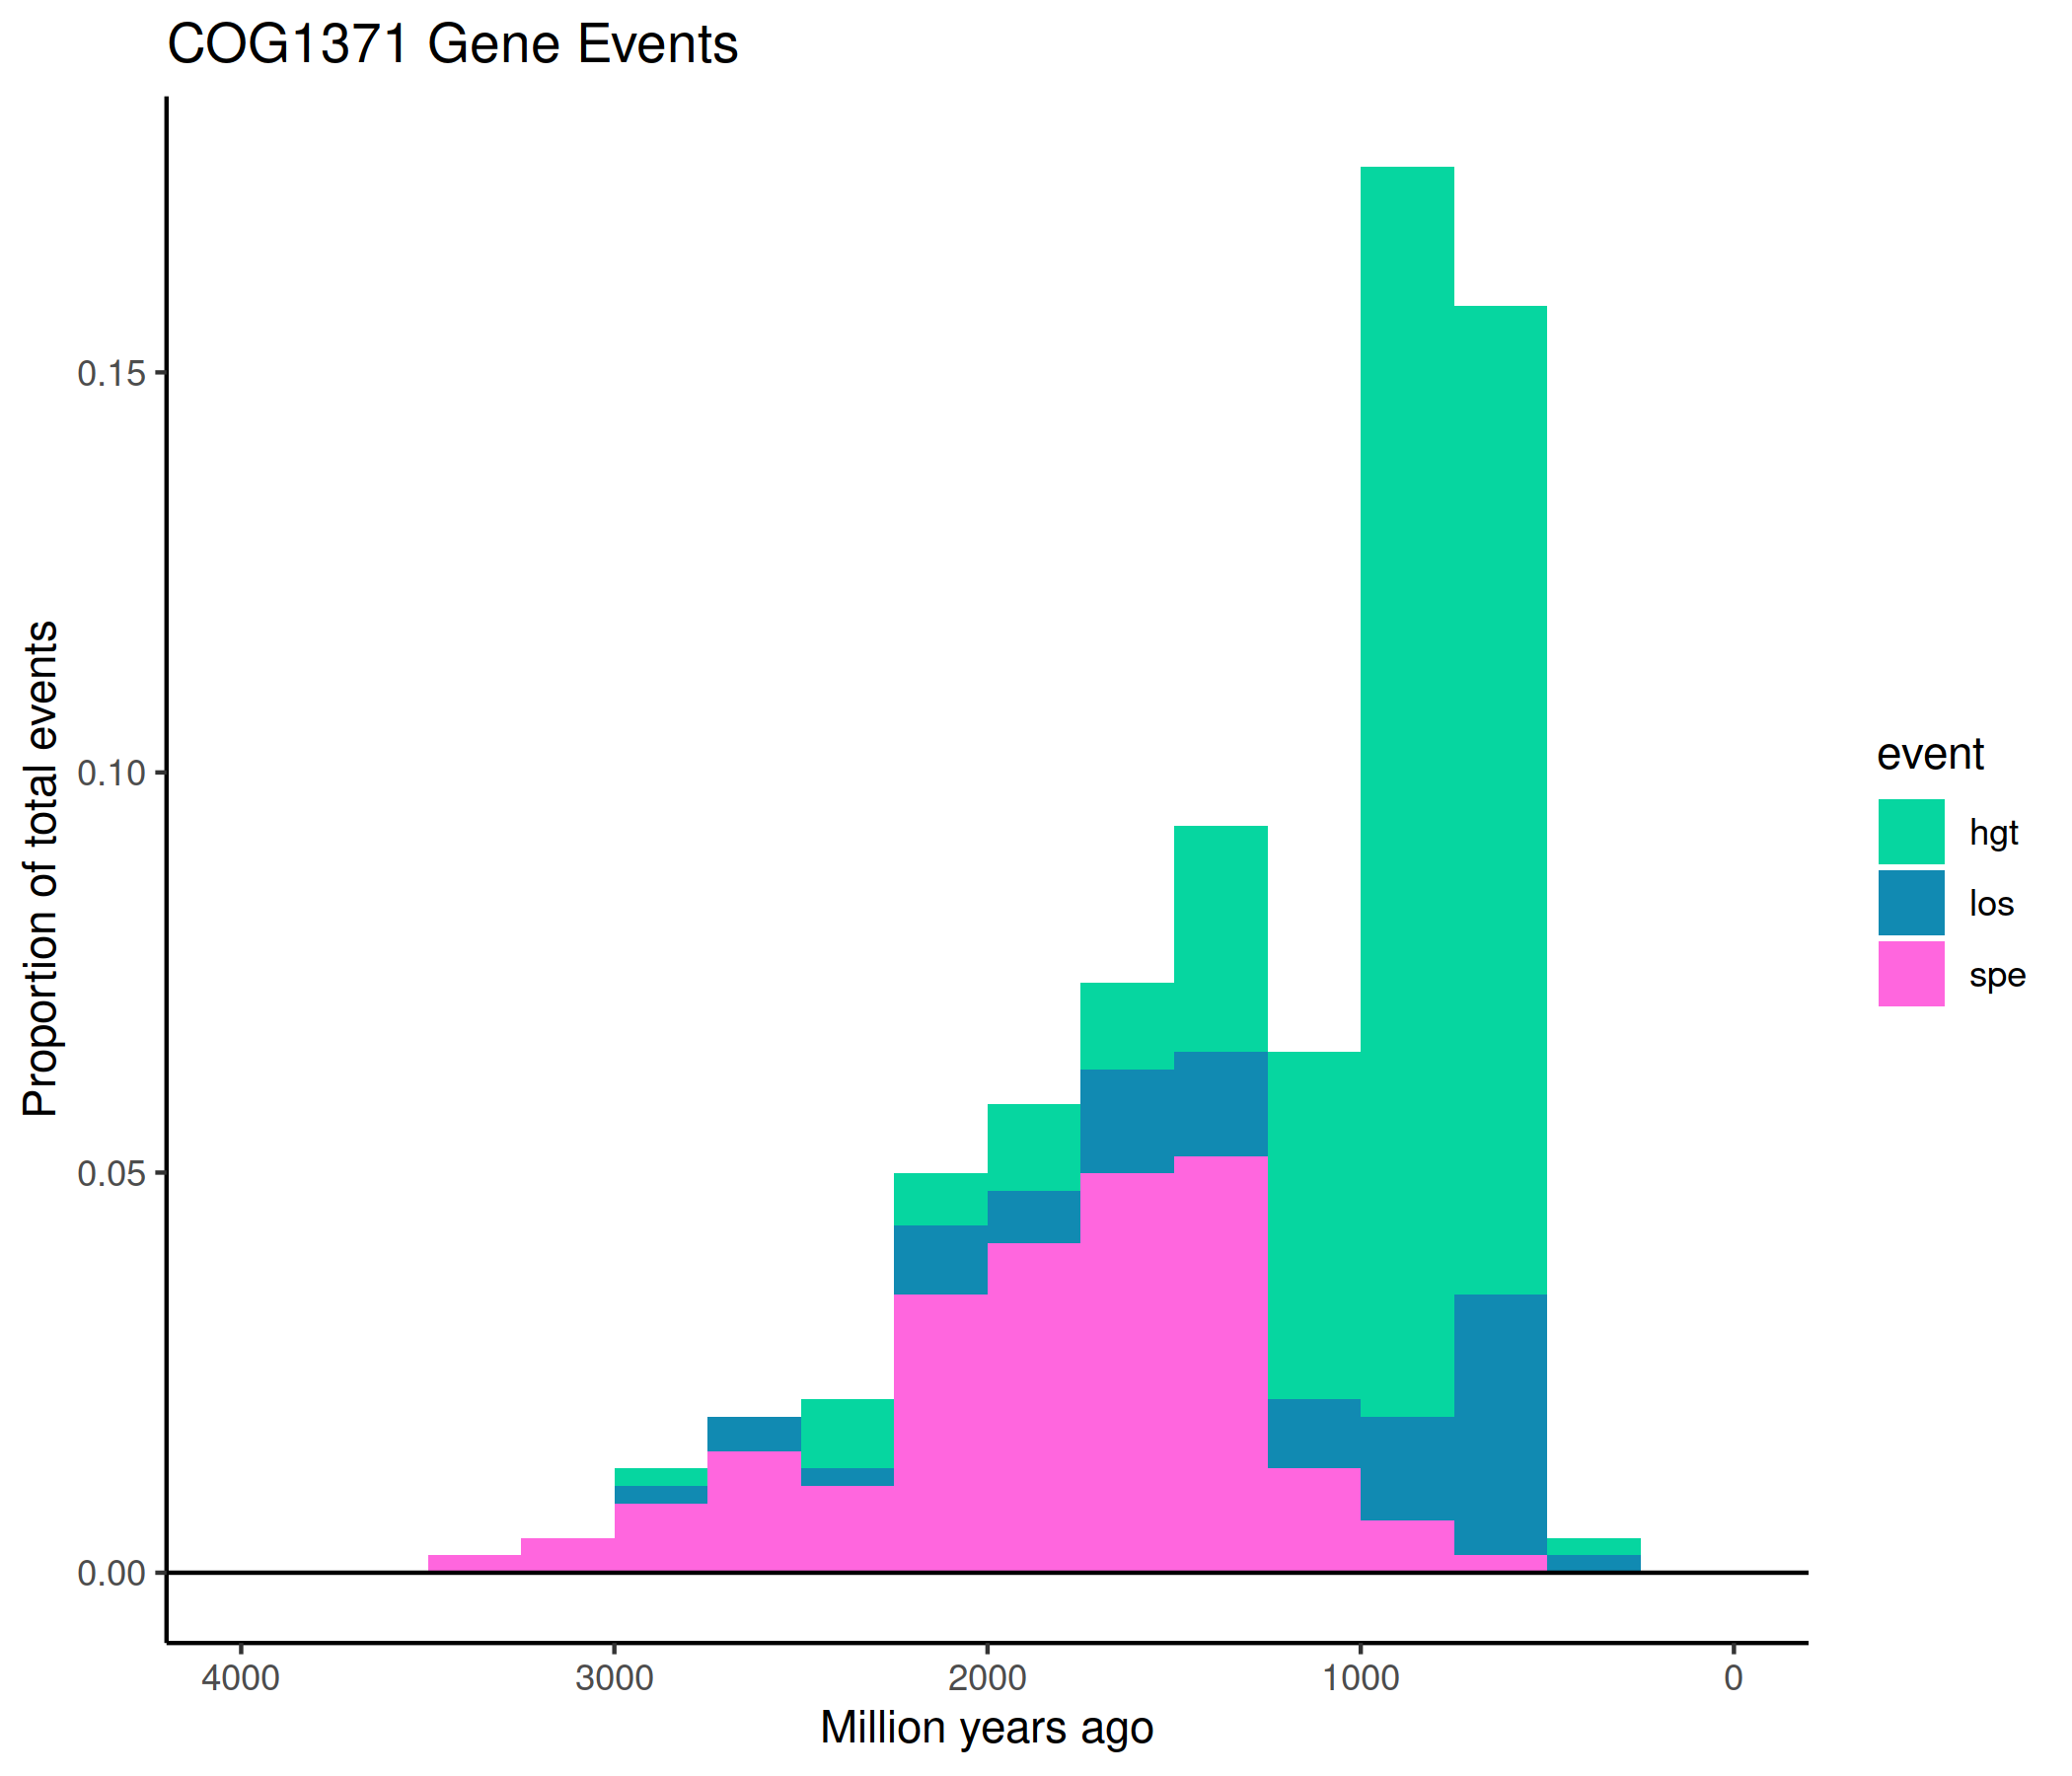 COG1371 Gene Events
Proportion of total events
0.15
0.10
0.05
0.00
4000 3000 2000 1000 0
Million years ago
event
hgt
los
spe